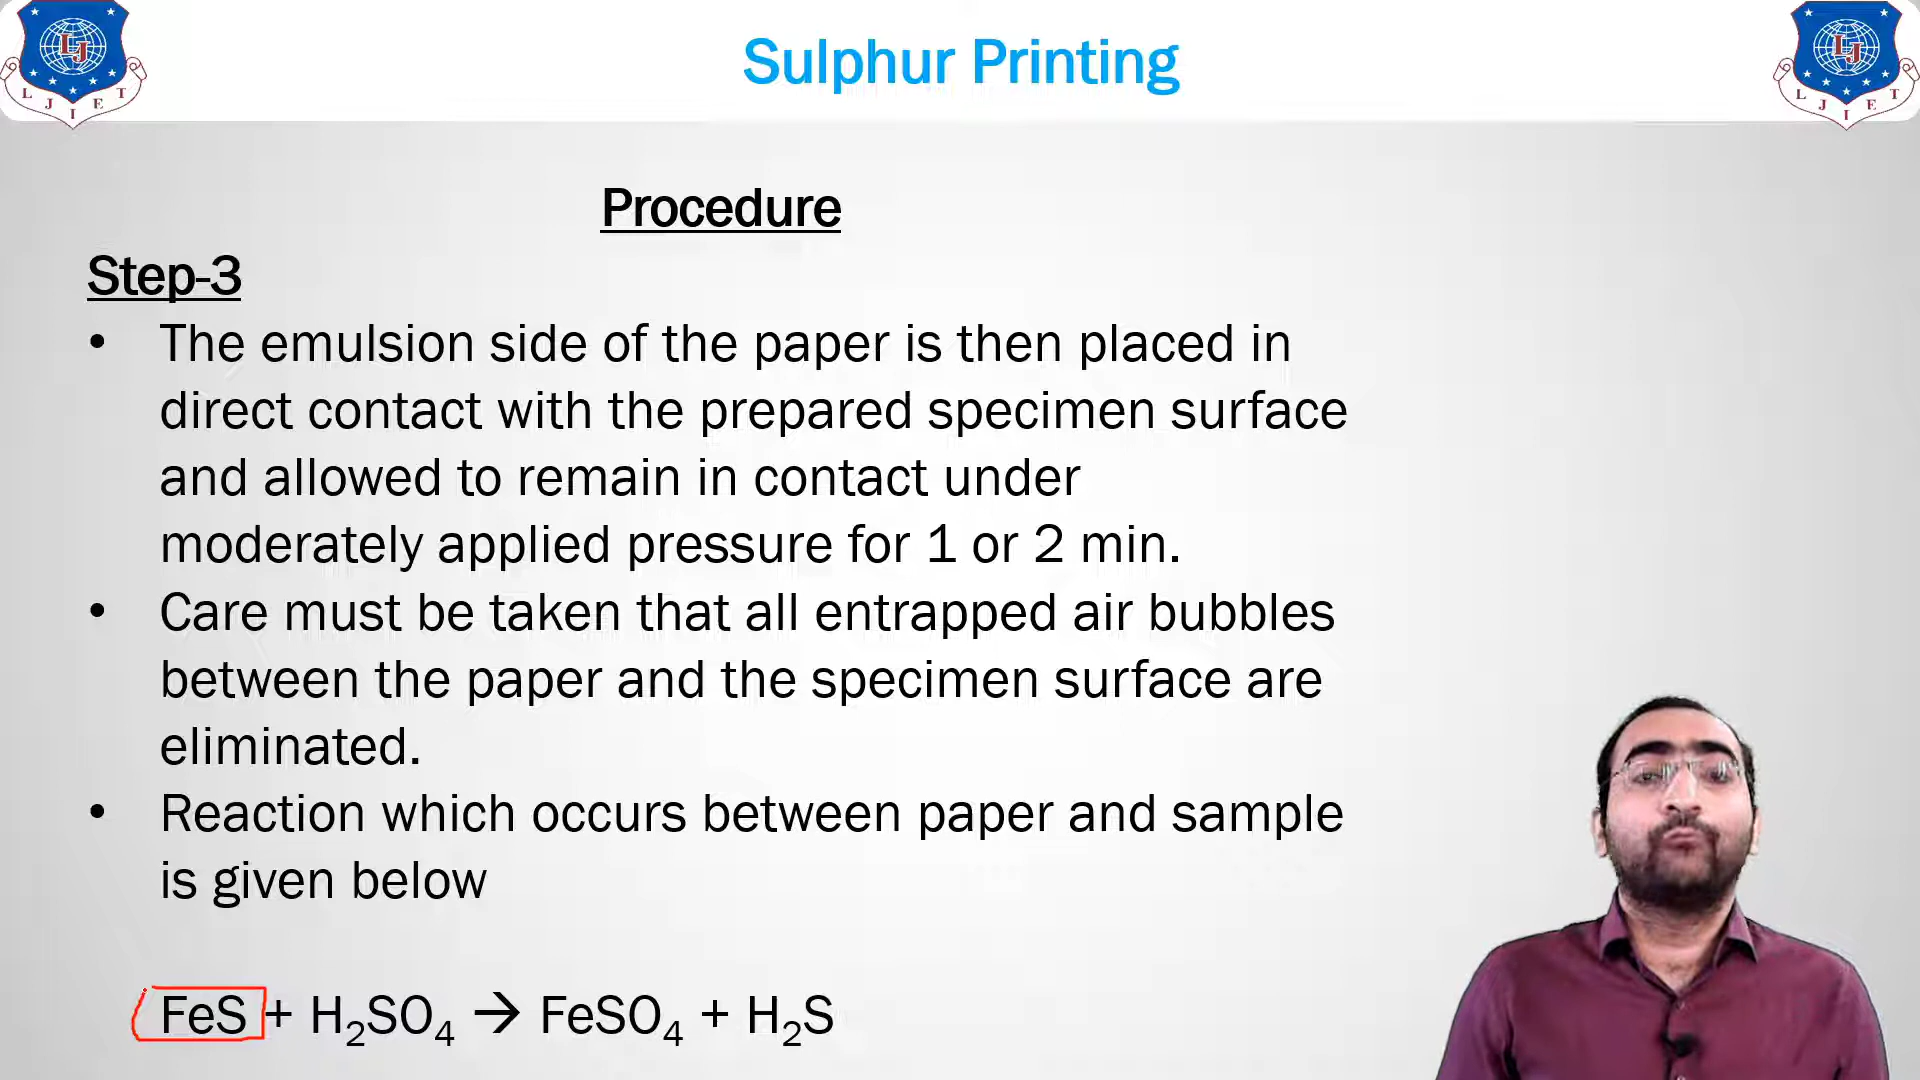 Sulphur Printing
LJ
L J I E T
LJ
L J I E T
Procedure
Step-3
• The emulsion side of the paper is then placed in
direct contact with the prepared specimen surface
and allowed to remain in contact under
moderately applied pressure for 1 or 2 min.
• Care must be taken that all entrapped air bubbles
between the paper and the specimen surface are
eliminated.
• Reaction which occurs between paper and sample
is given below
FeS + H₂SO₄ → FeSO₄ + H₂S